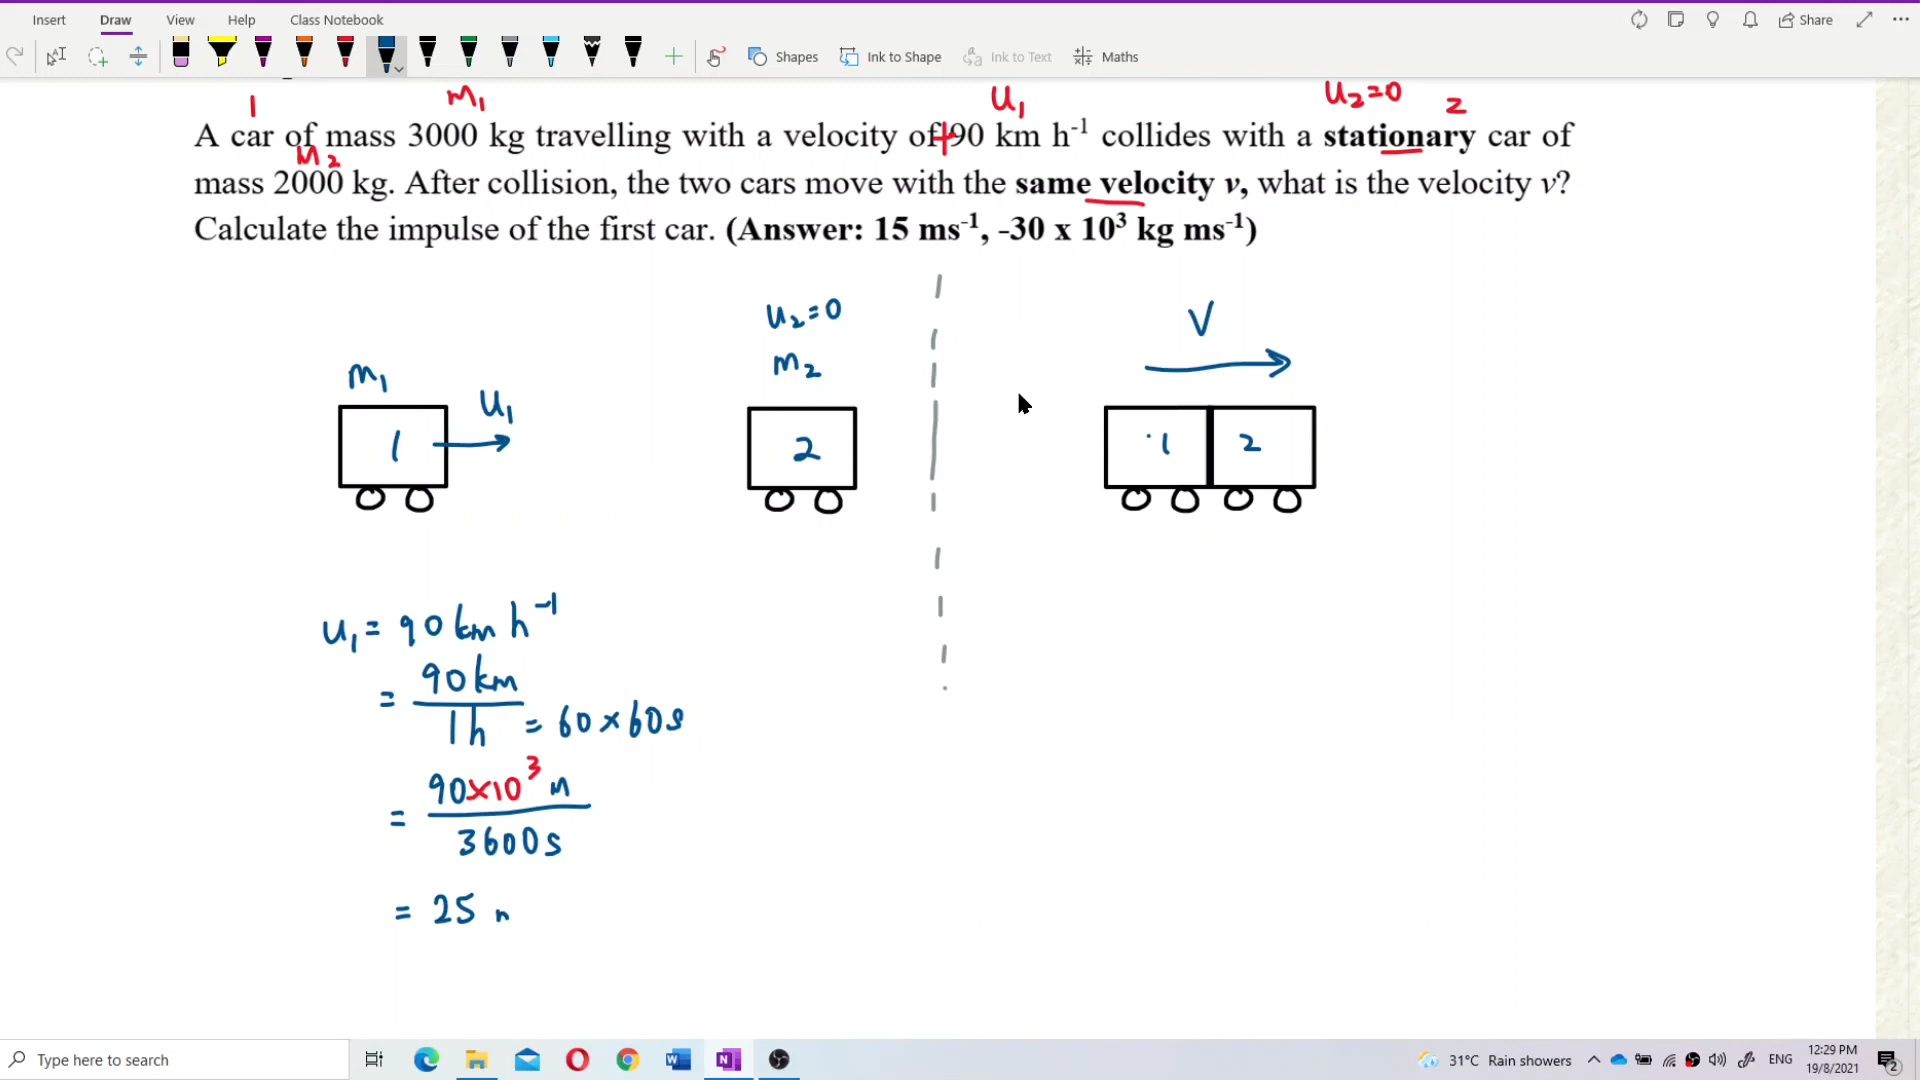 Insert Draw View Help Class Notebook Share
Shapes Ink to Shape Ink to Text Maths
1 m₁ u₁ u₂=0 2
A car of mass 3000 kg travelling with a velocity of +90 km h⁻¹ collides with a stationary car of
m₂
mass 2000 kg. After collision, the two cars move with the same velocity v, what is the velocity v?
Calculate the impulse of the first car. (Answer: 15 ms⁻¹, -30 x 10³ kg ms⁻¹)
u₂=0
m₂
V
m₁
u₁
1
2
1 2
u₁= 90 km h⁻¹
= 90 km
1 h = 60 × 60 s
= 90×10³ m
3600 s
= 25 m
Type here to search
31°C Rain showers ENG
12:29 PM
19/8/2021
2